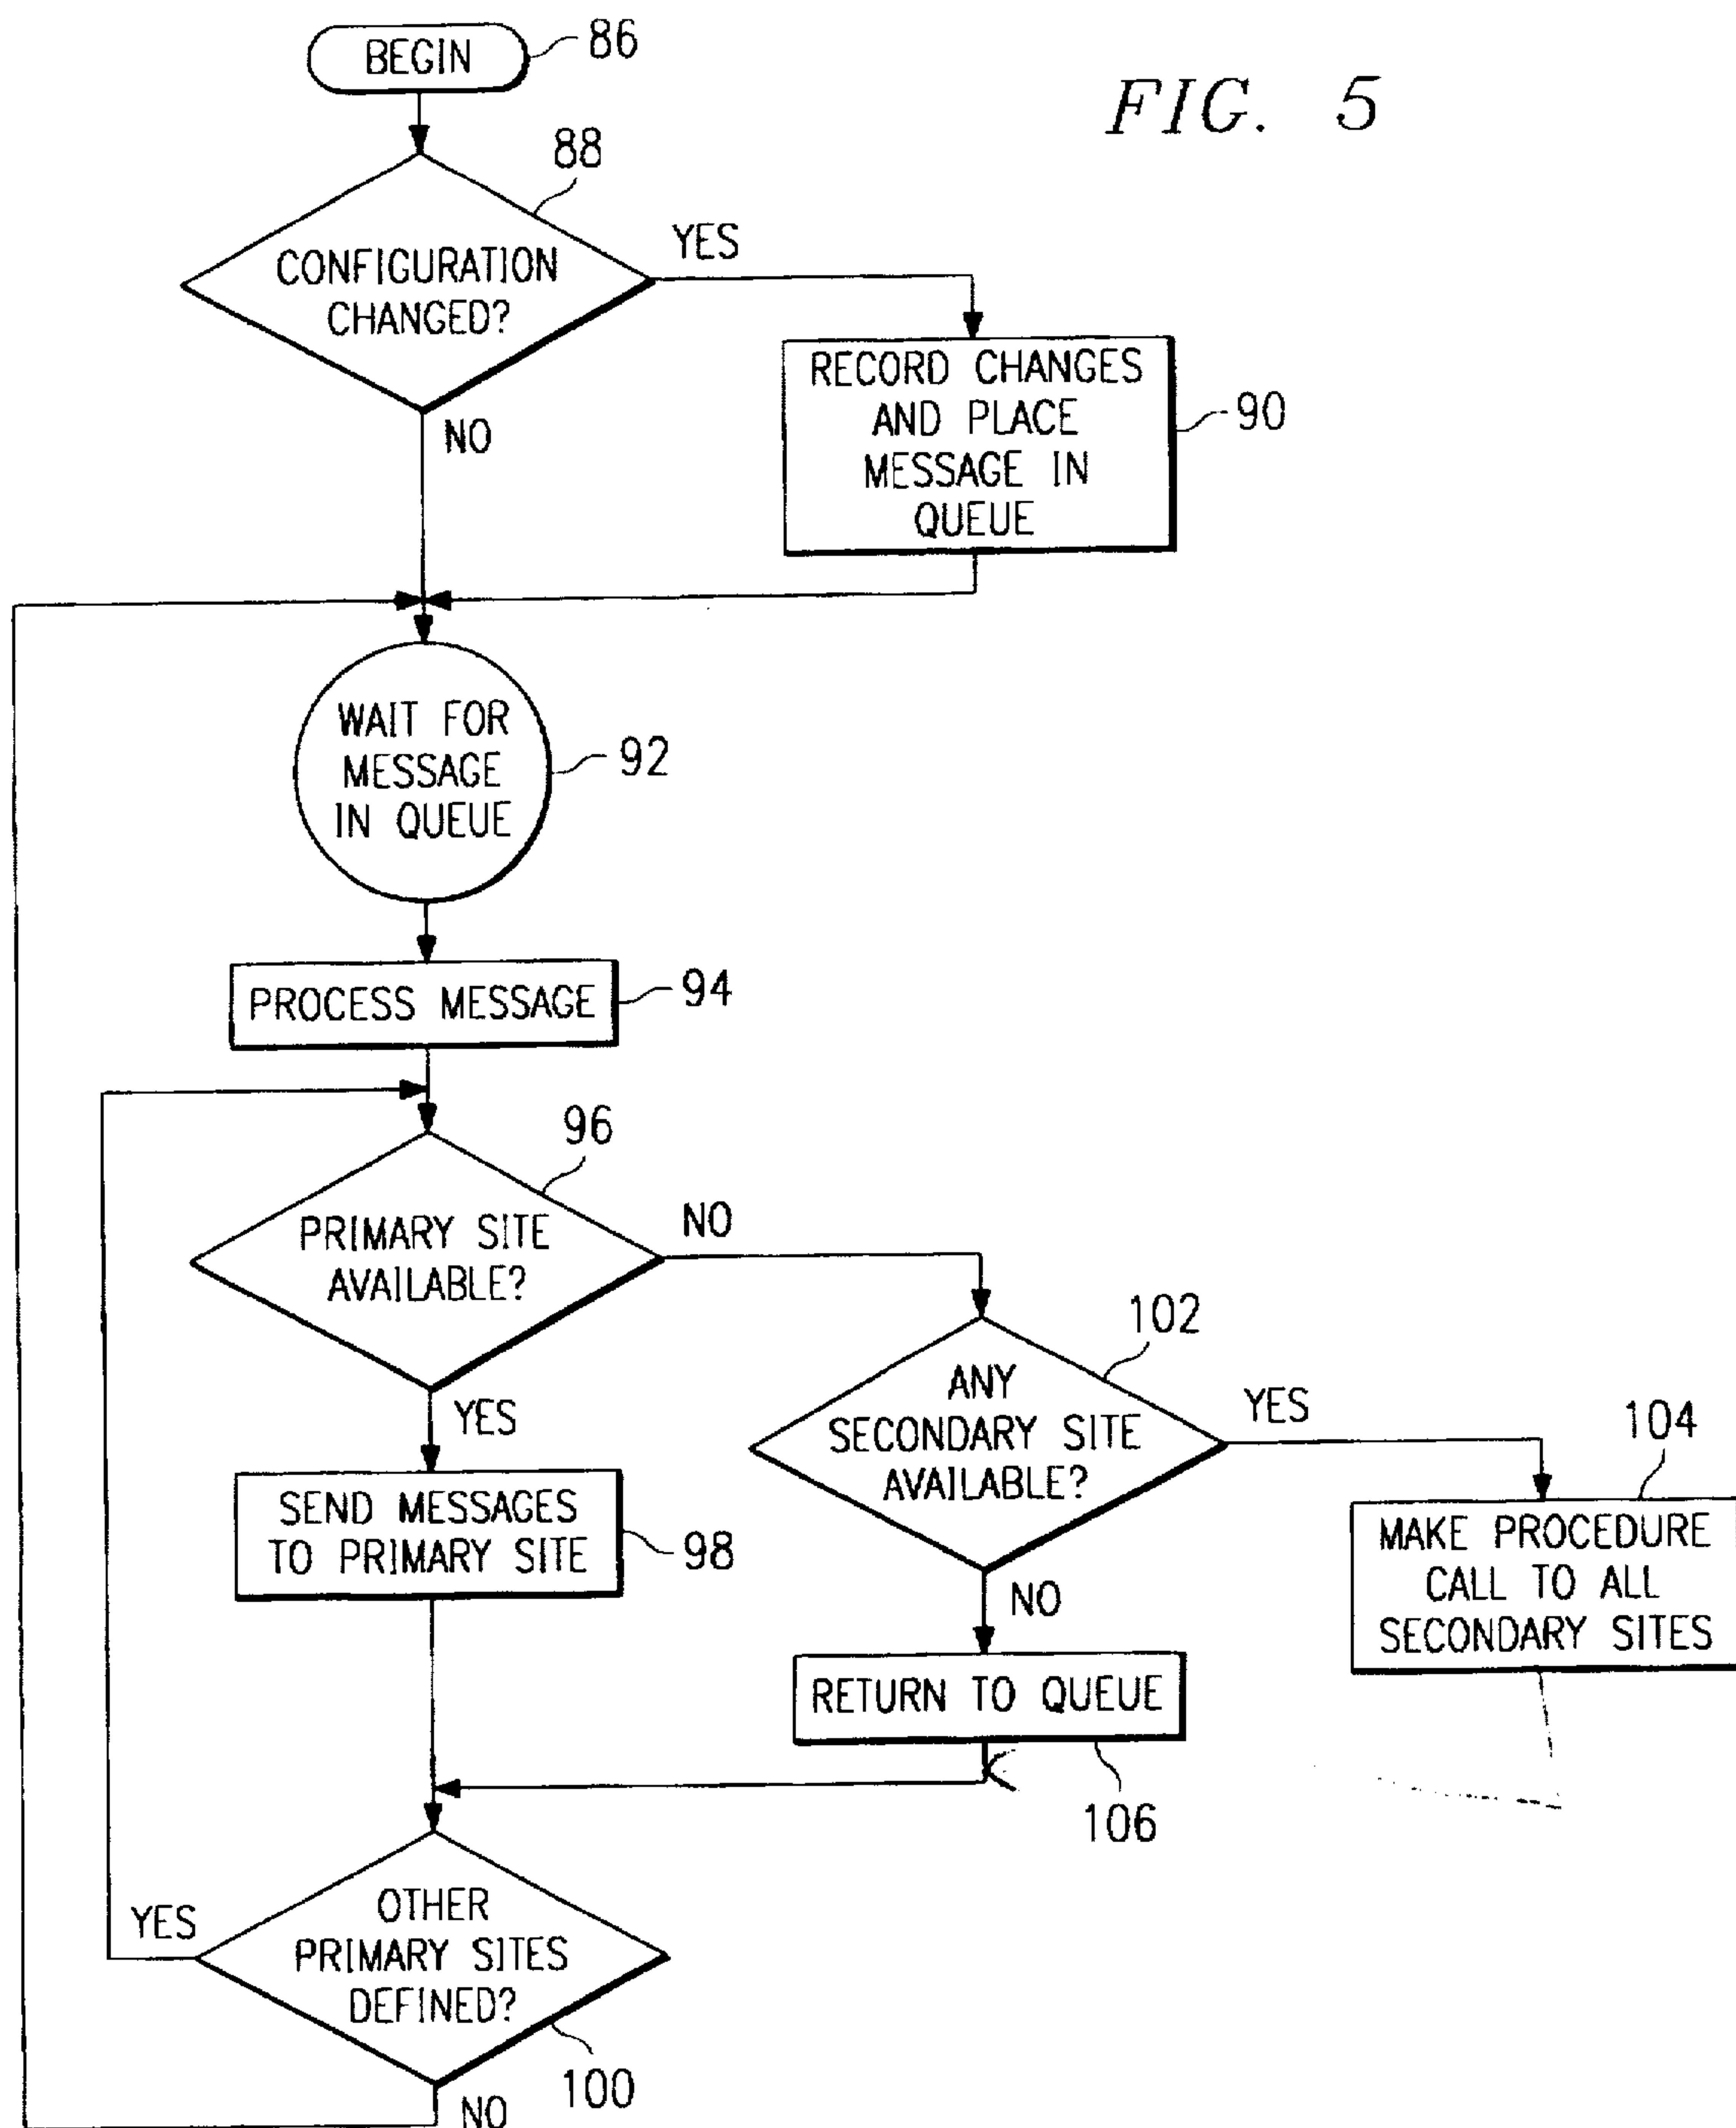 BEGIN
86
FIG. 5
88
CONFIGURATION
CHANGED?
YES
NO
RECORD CHANGES
AND PLACE
MESSAGE IN
QUEUE
90
WAIT FOR
MESSAGE
IN QUEUE
92
PROCESS MESSAGE
94
96
PRIMARY SITE
AVAILABLE?
NO
YES
102
ANY
SECONDARY SITE
AVAILABLE?
YES
NO
104
MAKE PROCEDURE
CALL TO ALL
SECONDARY SITES
SEND MESSAGES
TO PRIMARY SITE
98
RETURN TO QUEUE
106
OTHER
PRIMARY SITES
DEFINED?
YES
100
NO